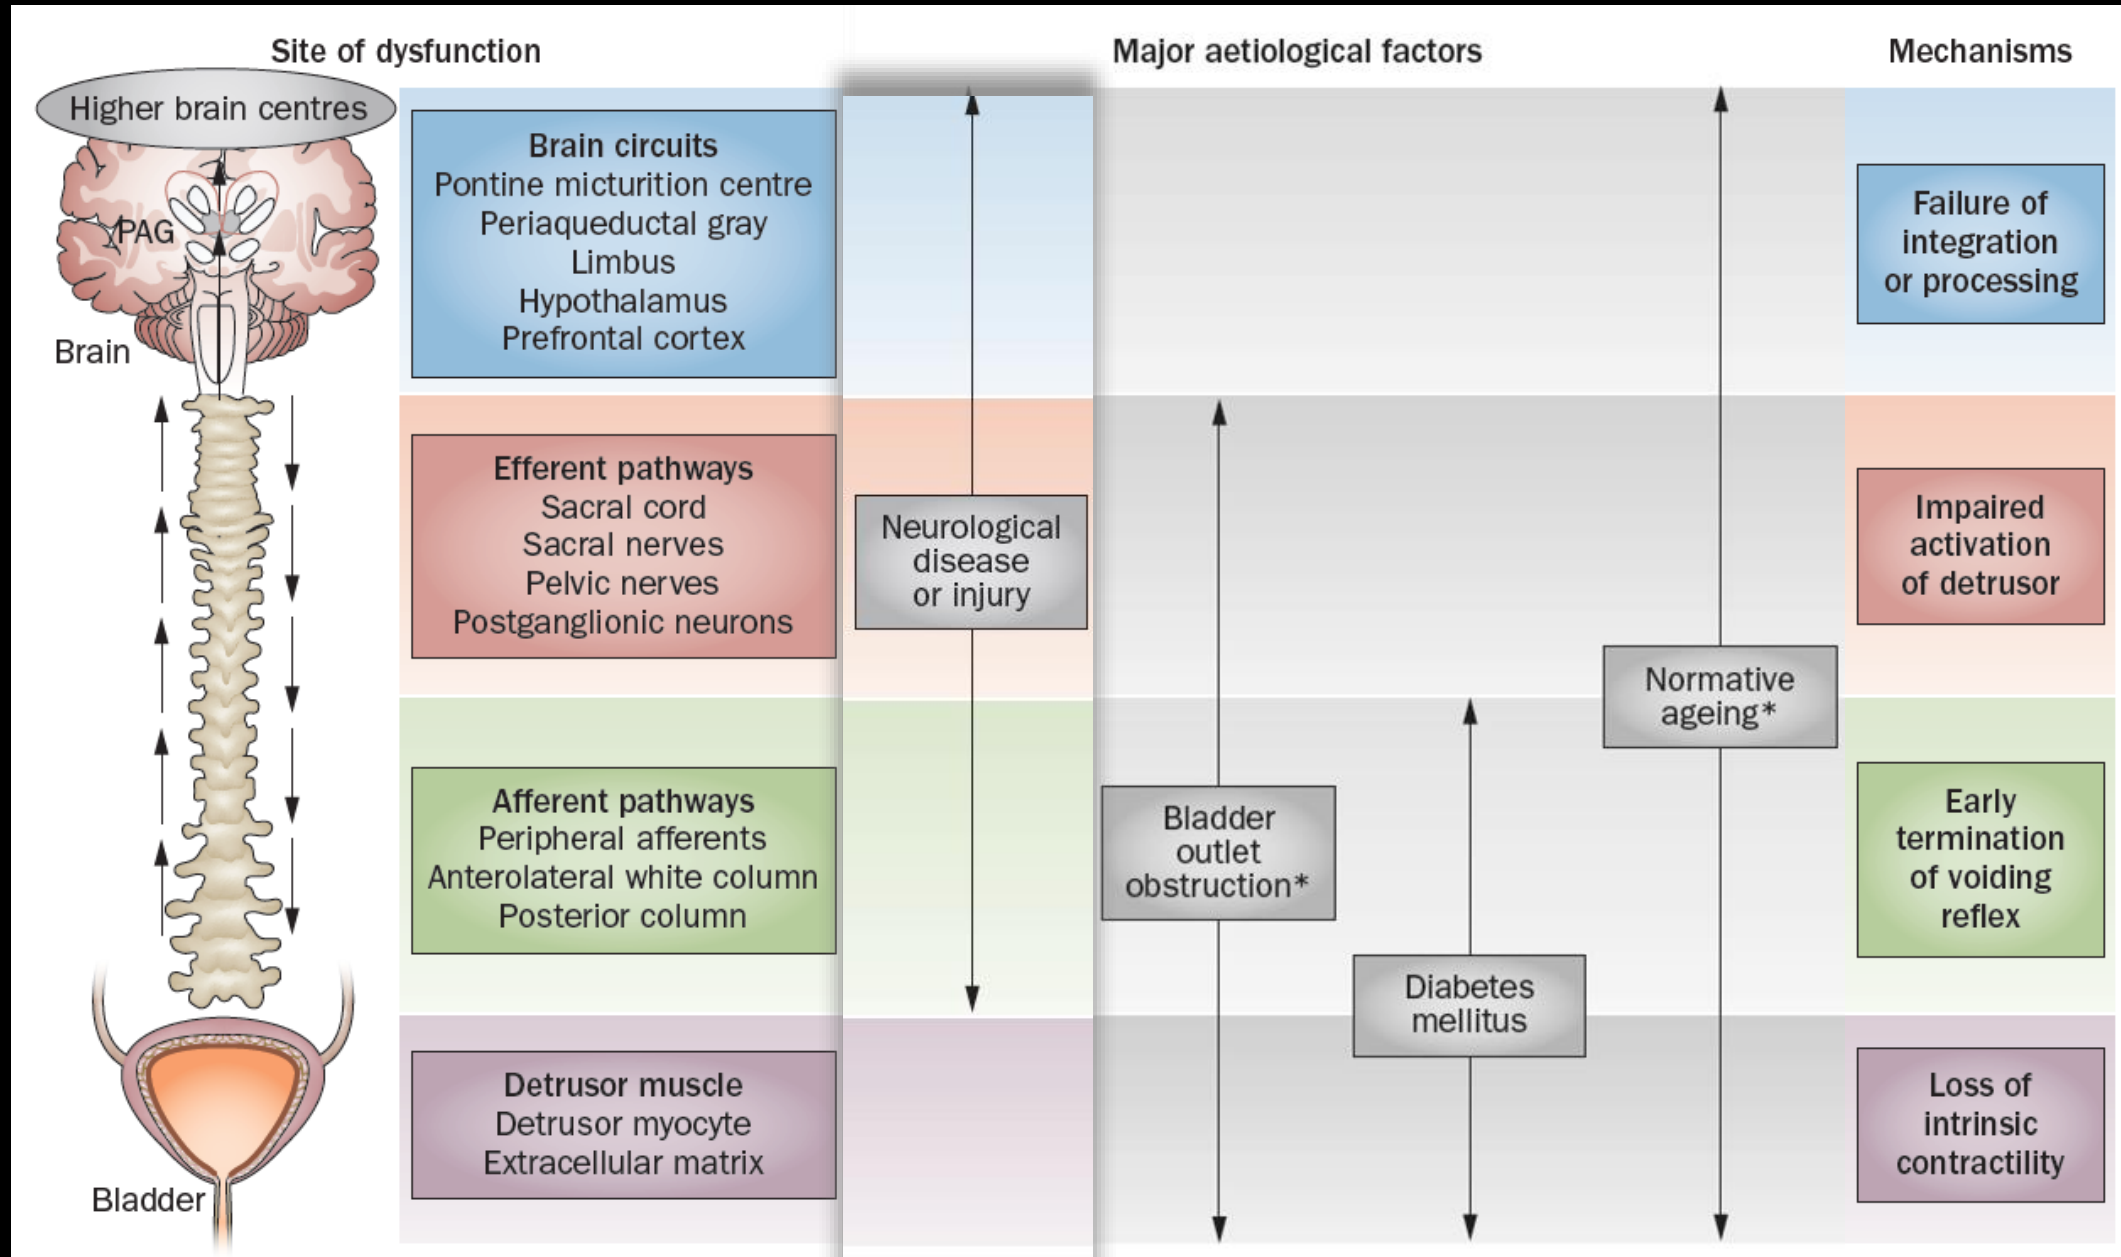 Site of dysfunction
Major aetiological factors
Mechanisms
Higher brain centres
PAG
Brain
Bladder
Brain circuits
Pontine micturition centre
Periaqueductal gray
Limbus
Hypothalamus
Prefrontal cortex
Efferent pathways
Sacral cord
Sacral nerves
Pelvic nerves
Postganglionic neurons
Afferent pathways
Peripheral afferents
Anterolateral white column
Posterior column
Detrusor muscle
Detrusor myocyte
Extracellular matrix
Neurological
disease
or injury
Bladder
outlet
obstruction*
Diabetes
mellitus
Normative
ageing*
Failure of
integration
or processing
Impaired
activation
of detrusor
Early
termination
of voiding
reflex
Loss of
intrinsic
contractility